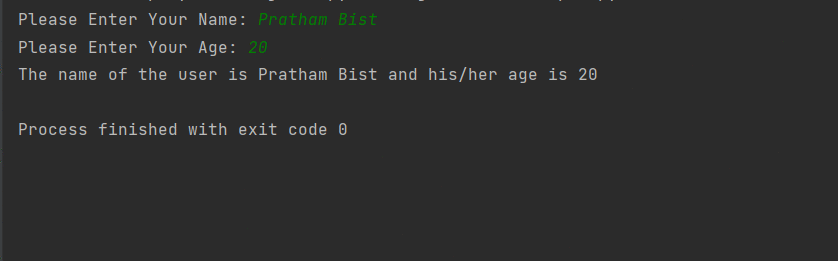 Please Enter Your Name: Pratham Bist
Please Enter Your Age: 20
The name of the user is Pratham Bist and his/her age is 20
Process finished with exit code 0